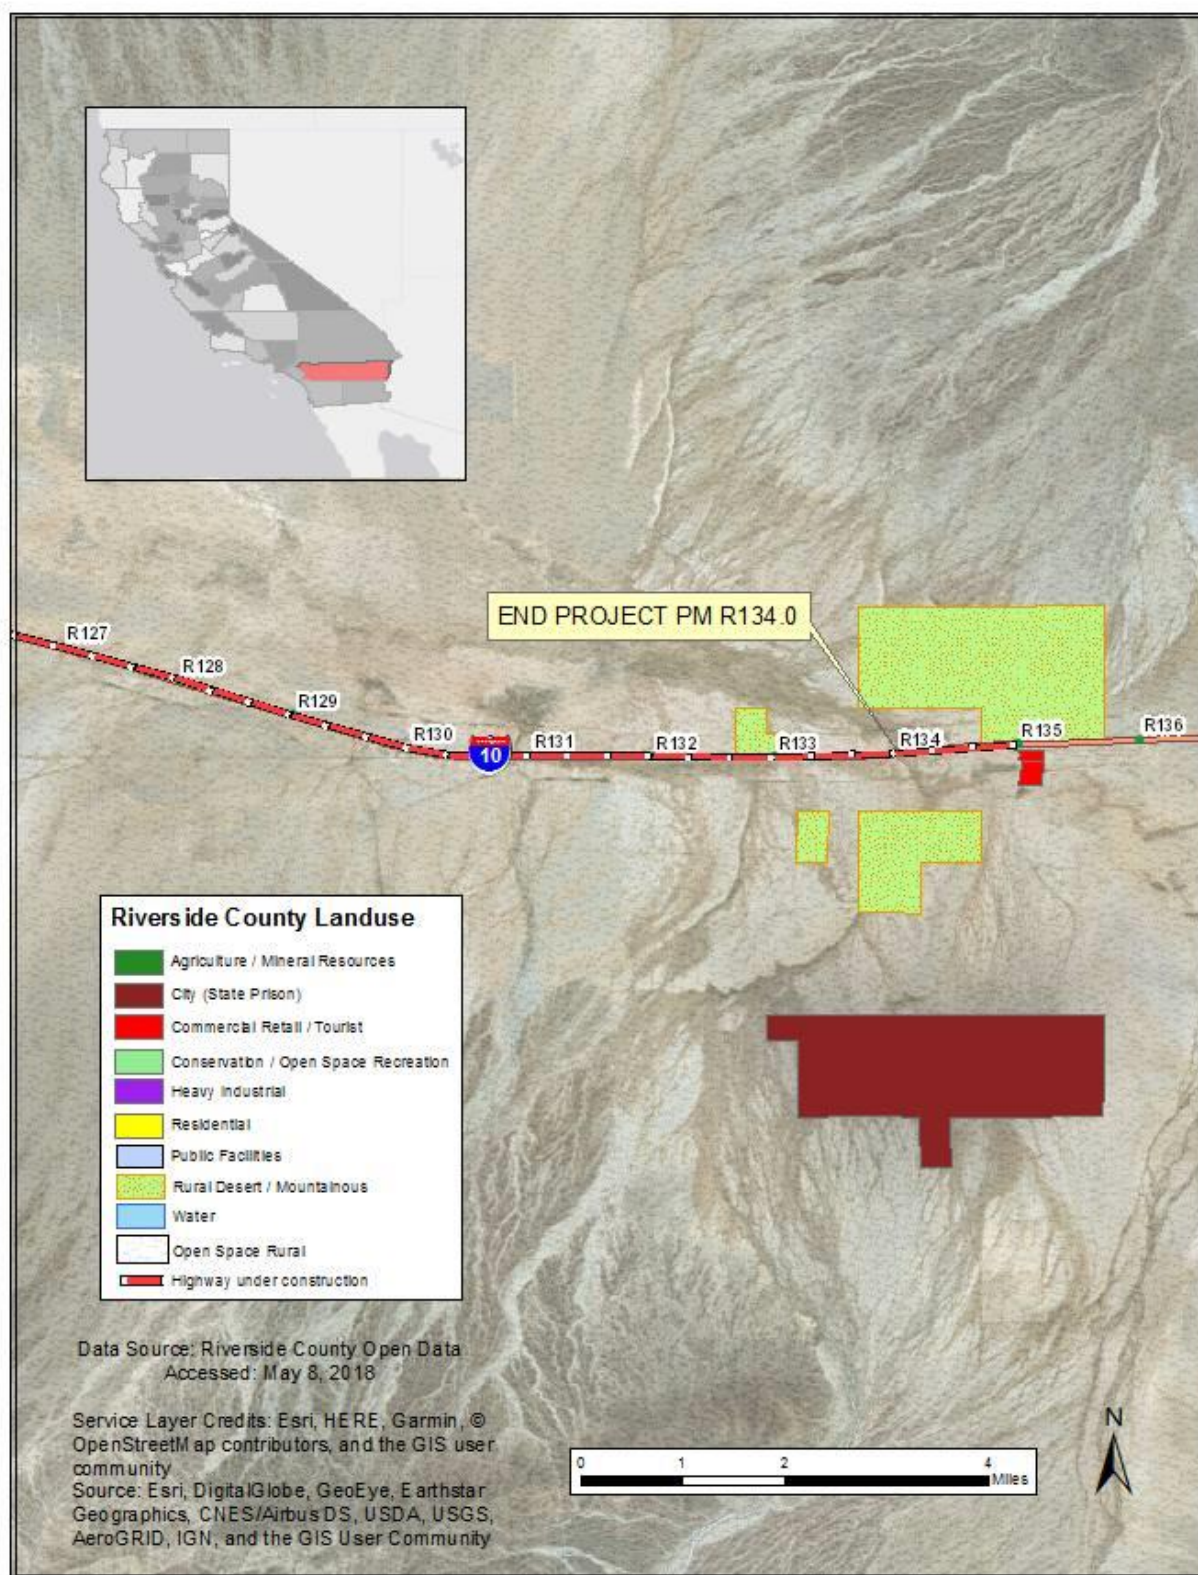 END PROJECT PM R134.0
R127
R128
R129
R130
10
R131
R132
R133
R134
R135
R136
Riverside County Landuse
Agriculture / Mineral Resources
City (State Prison)
Commercial Retail / Tourist
Conservation / Open Space Recreation
Heavy Industrial
Residential
Public Facilities
Rural Desert / Mountainous
Water
Open Space Rural
Highway under construction
Data Source: Riverside County Open Data
Accessed: May 8, 2018
Service Layer Credits: Esri, HERE, Garmin, ©
OpenStreetMap contributors, and the GIS user
community
Source: Esri, DigitalGlobe, GeoEye, Earthstar
Geographics, CNES/Airbus DS, USDA, USGS,
AeroGRID, IGN, and the GIS User Community
0 1 2 4
Miles
N